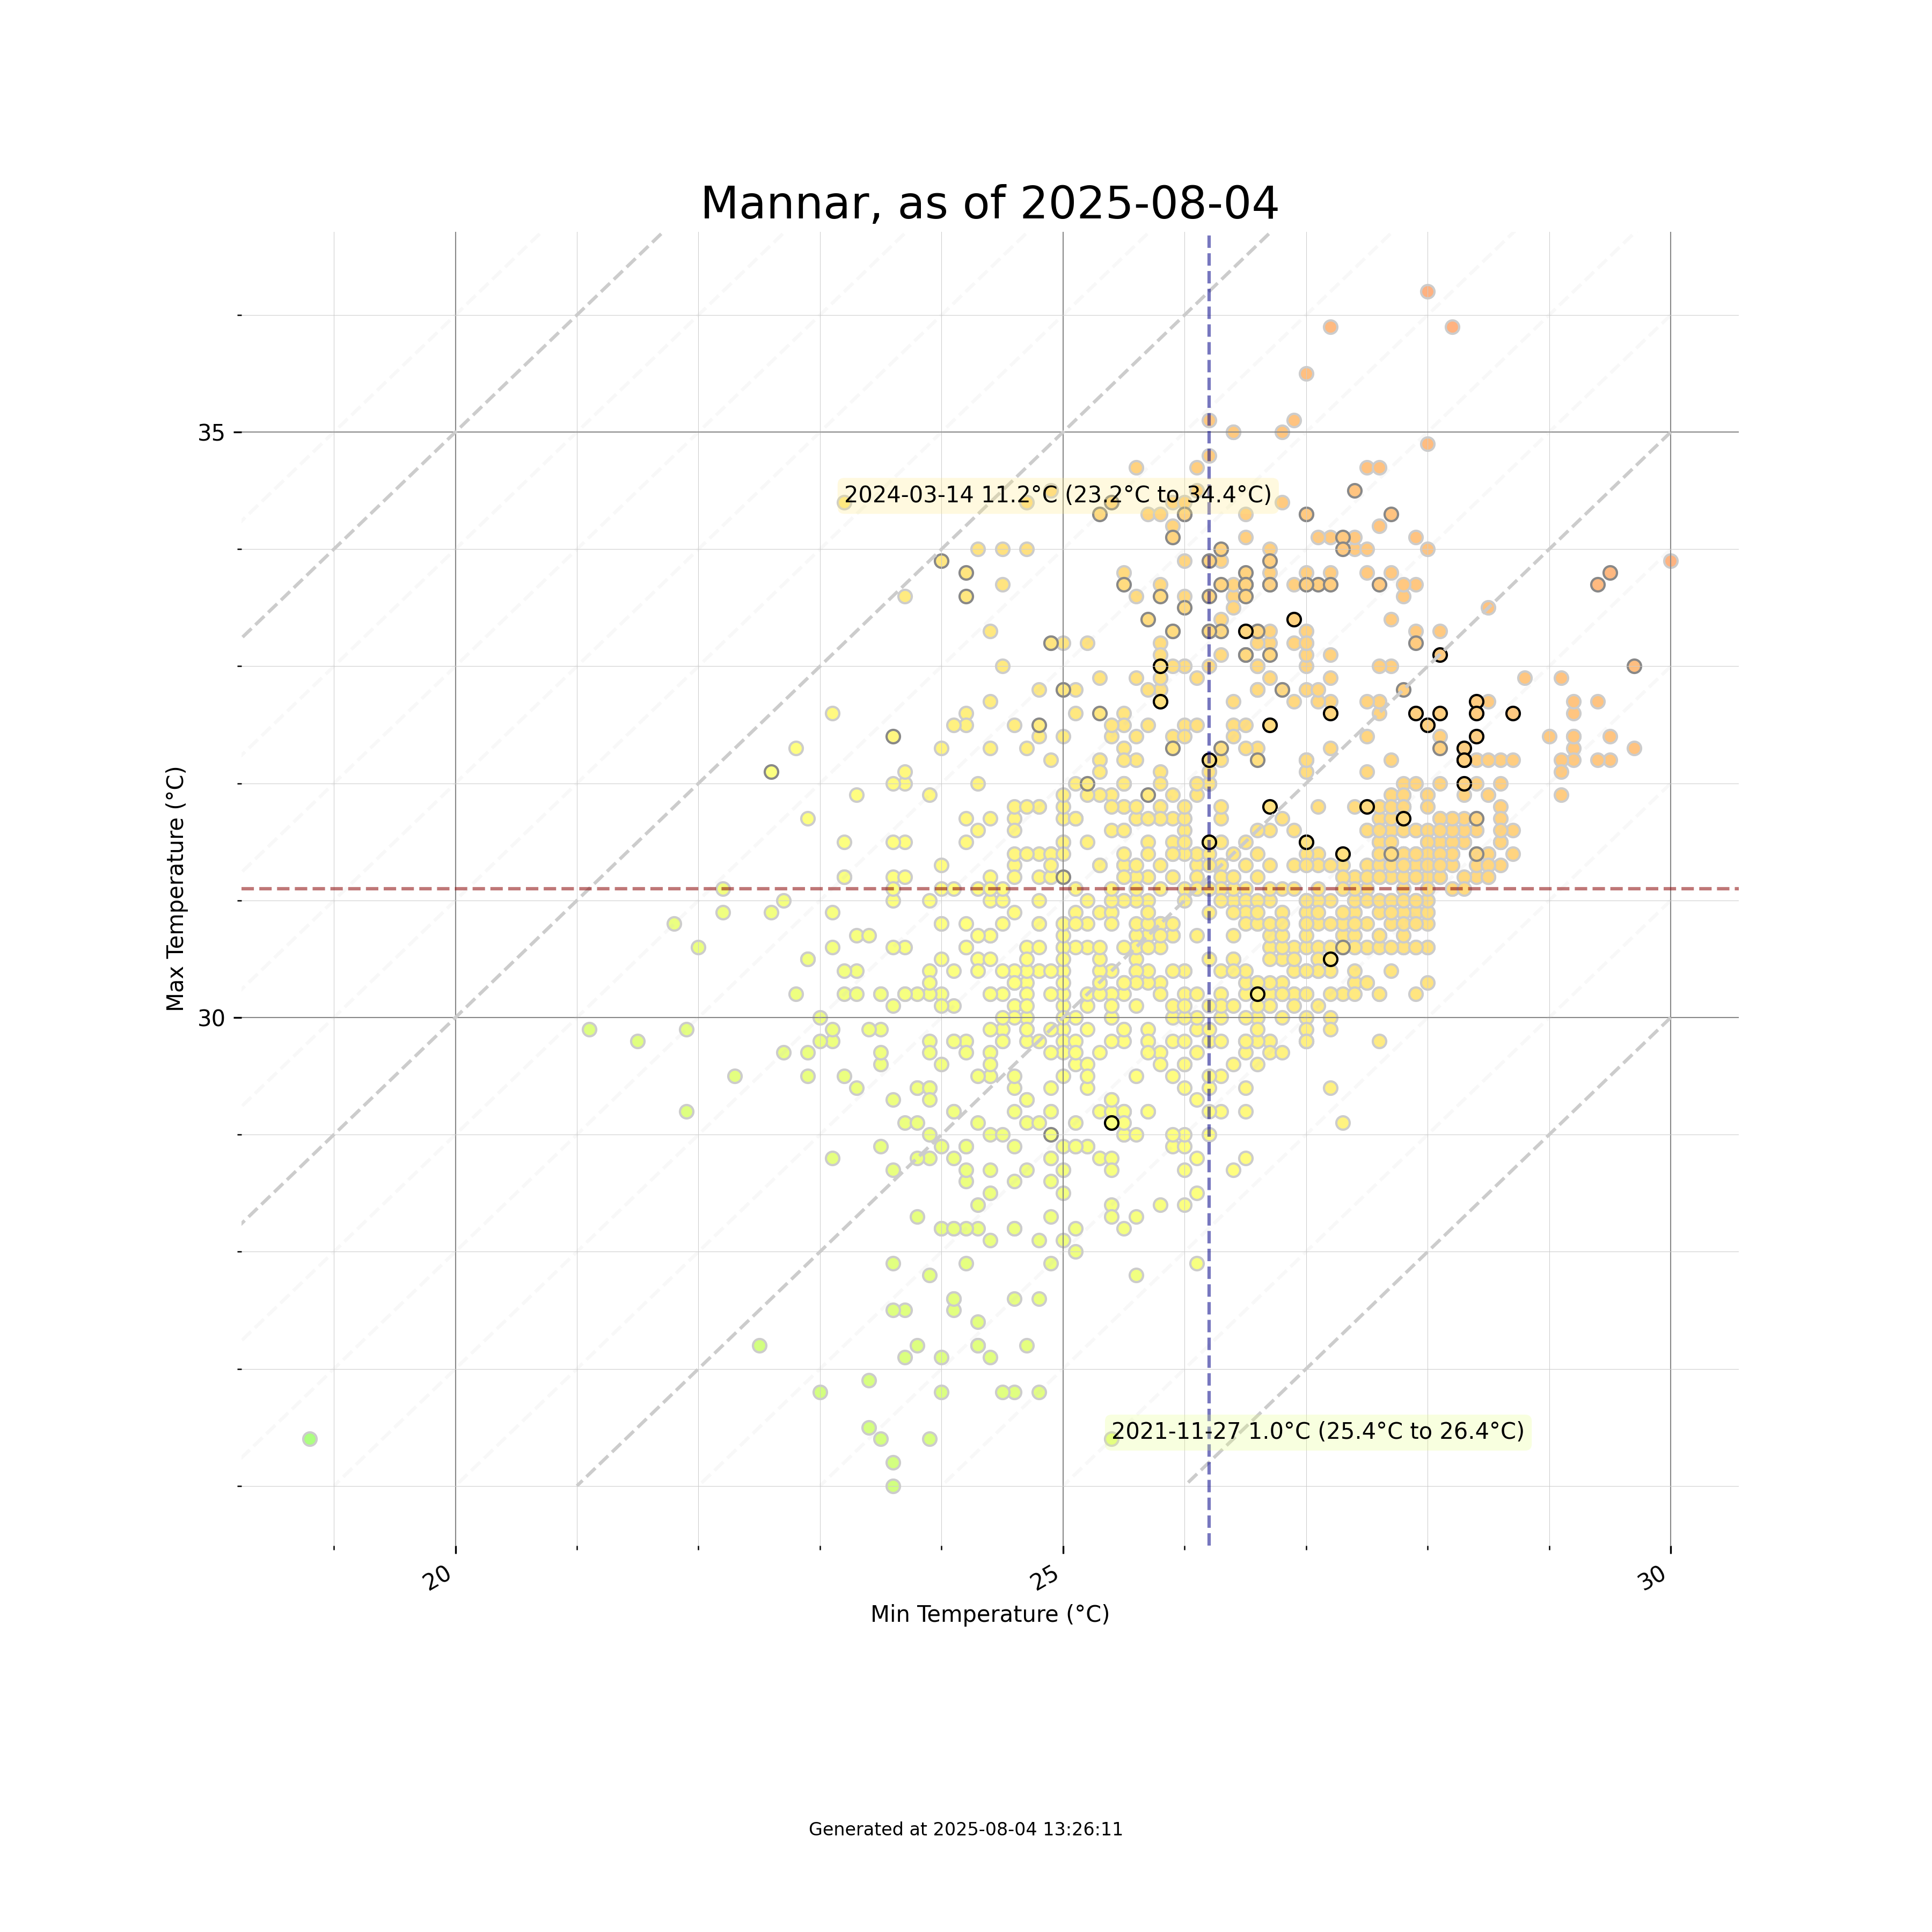 Mannar, as of 2025-08-04
35
2024-03-14 11.2°C (23.2°C to 34.4°C)
Max Temperature (°C)
30
2021-11-27 1.0°C (25.4°C to 26.4°C)
20
25
30
Min Temperature (°C)
Generated at 2025-08-04 13:26:11